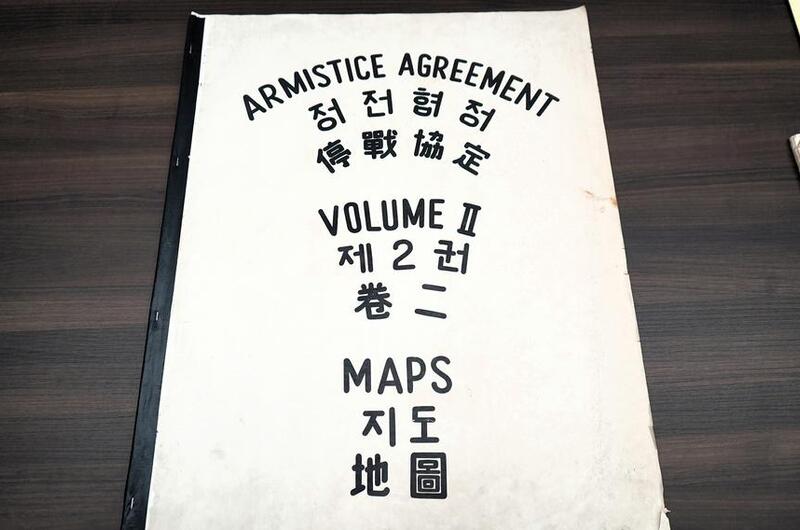 ARMISTICE AGREEMENT
정전협정
停戰協定
VOLUME II
제2권
卷二
MAPS
지도
地圖